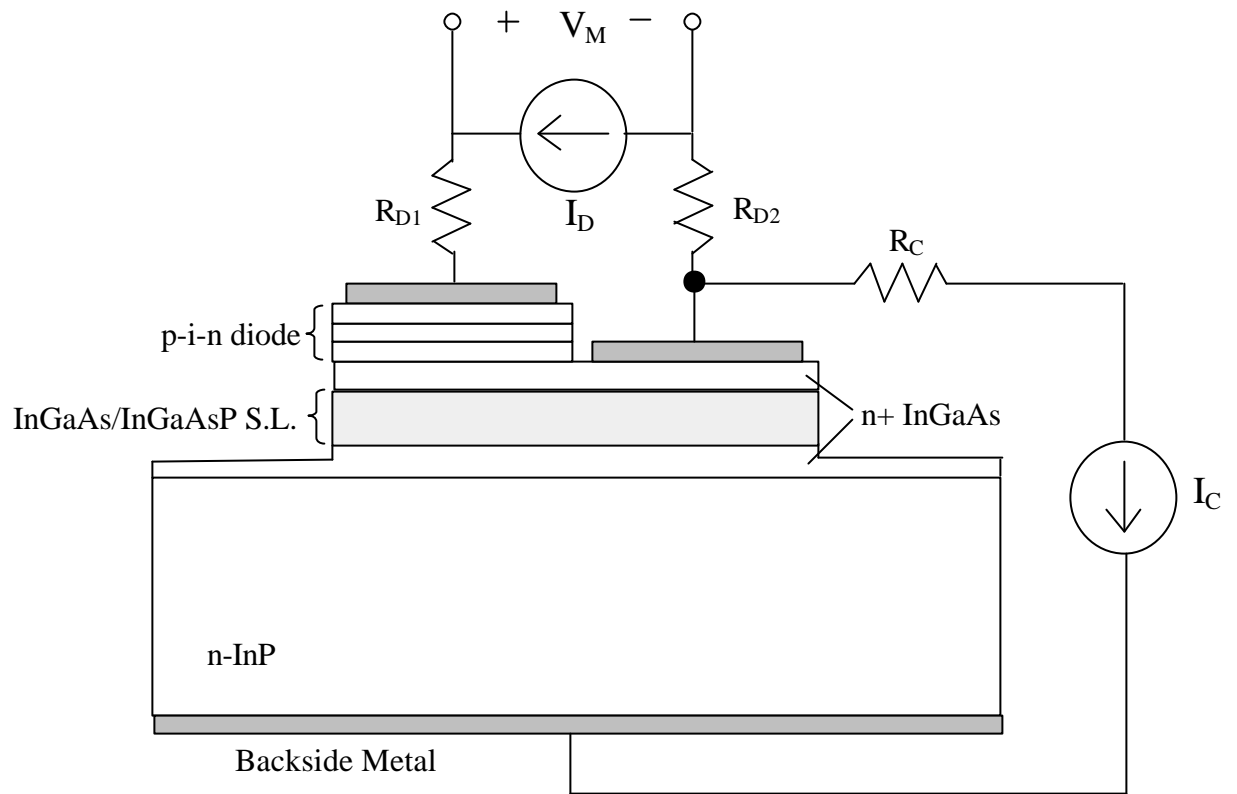 + V_M −
R_D1
I_D
R_D2
R_C
p-i-n diode
InGaAs/InGaAsP S.L.
n+ InGaAs
I_C
n-InP
Backside Metal